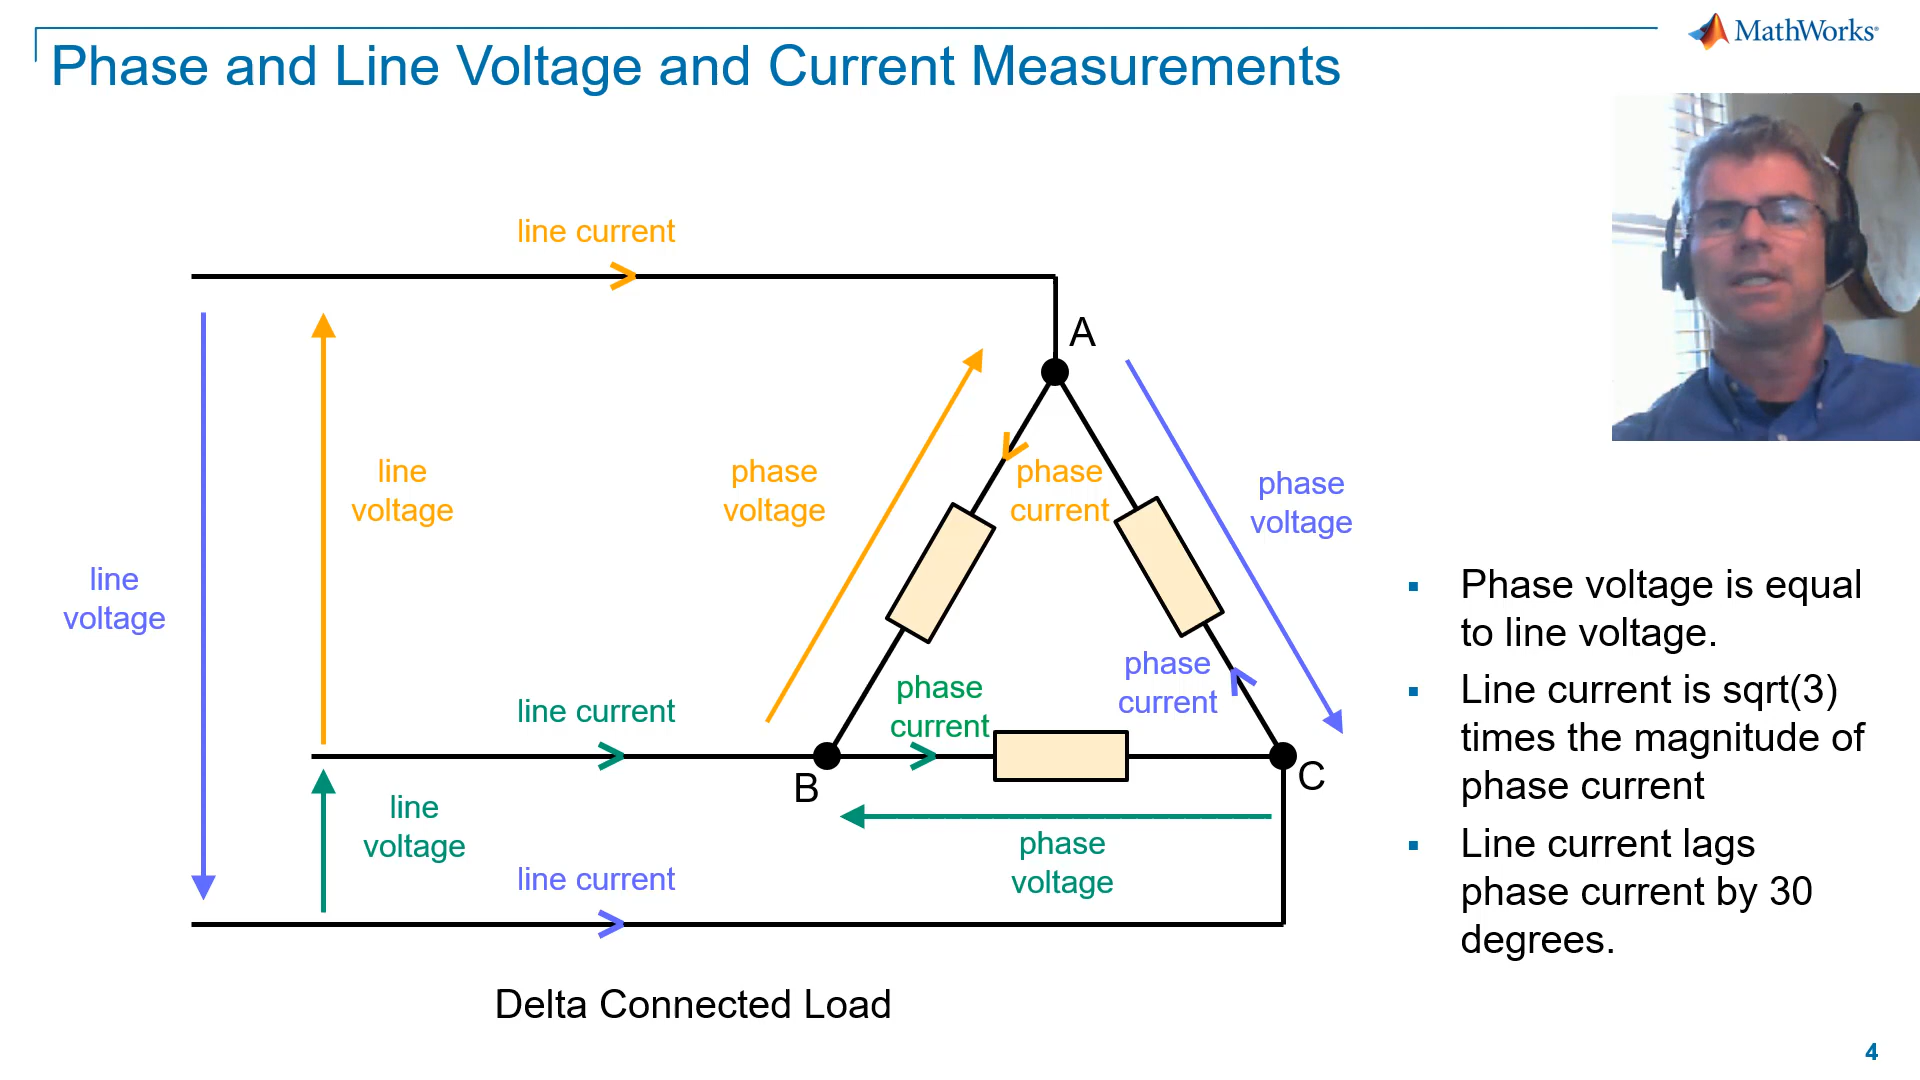 Phase and Line Voltage and Current Measurements
MathWorks®
line current
A
line
voltage
phase
voltage
phase
current
phase
voltage
line
voltage
Phase voltage is equal
to line voltage.
phase
current
phase
current
line current
Line current is sqrt(3)
times the magnitude of
phase current
B
C
line
voltage
phase
voltage
line current
Line current lags
phase current by 30
degrees.
Delta Connected Load
4